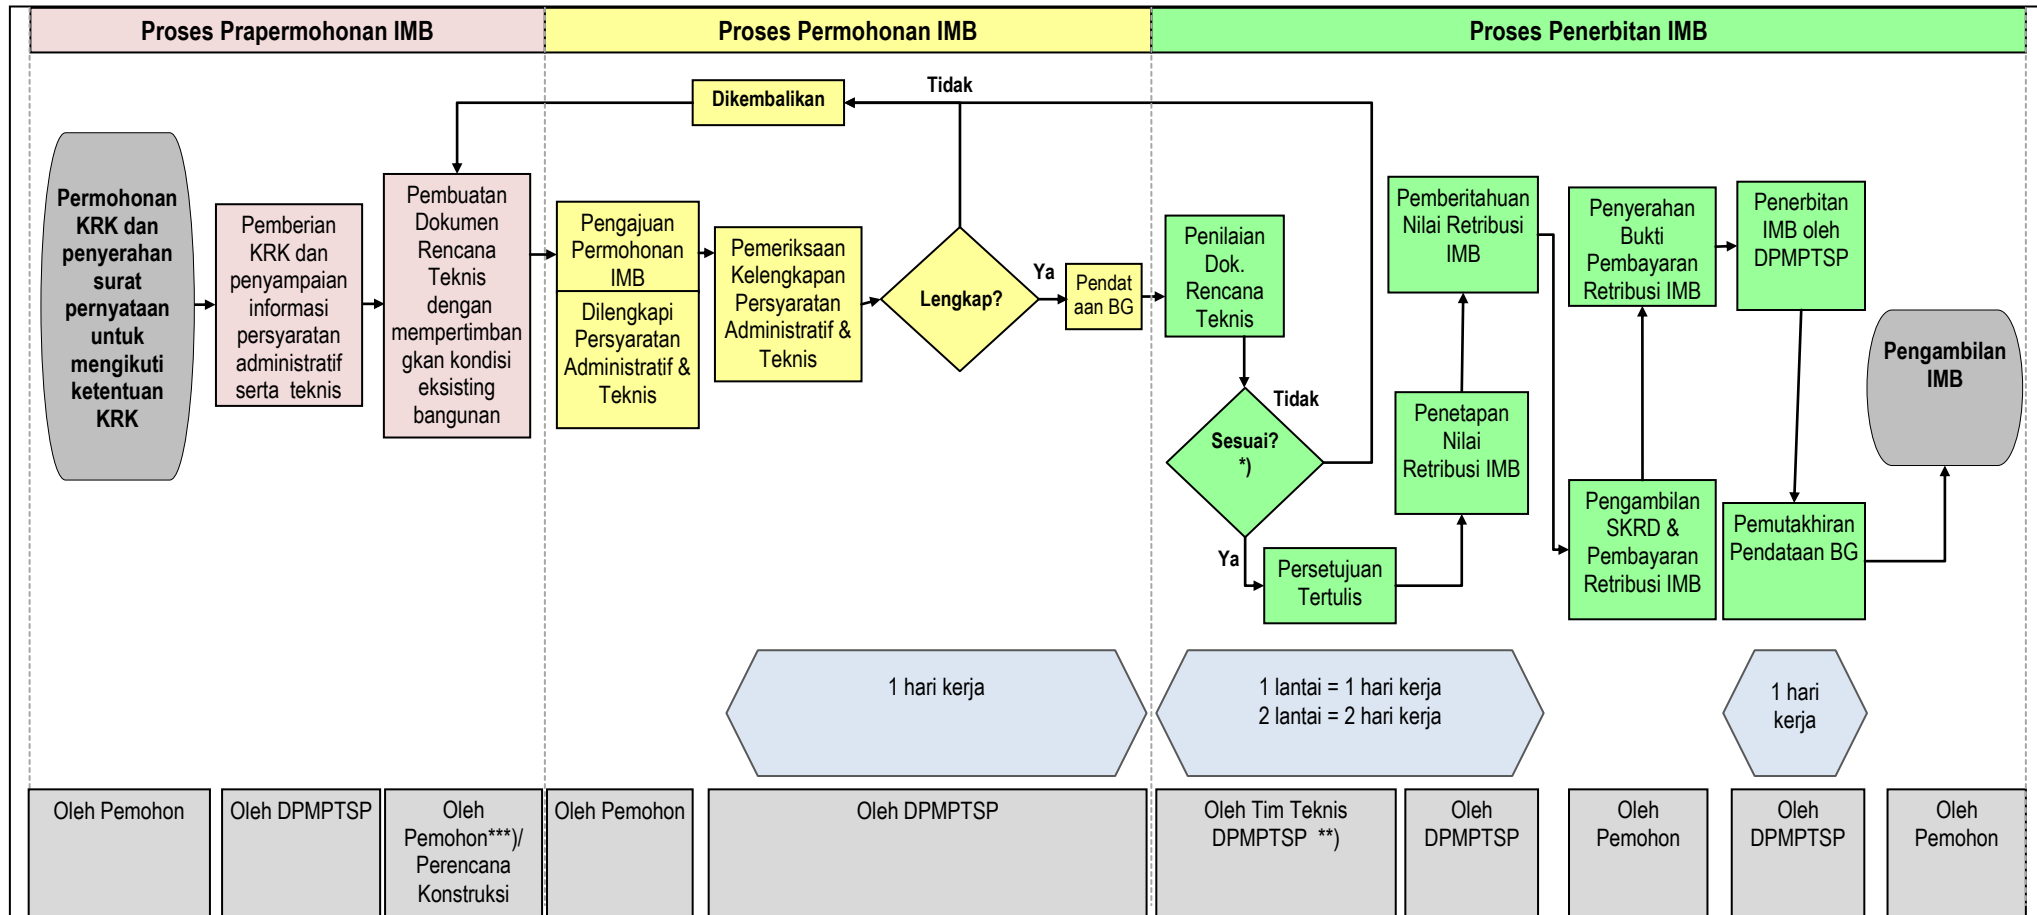 Proses Prapermohonan IMB
Proses Permohonan IMB
Proses Penerbitan IMB
Dikembalikan
Tidak
Permohonan
KRK dan
penyerahan
surat
pernyataan
untuk
mengikuti
ketentuan
KRK
Pemberian
KRK dan
penyampaian
informasi
persyaratan
administratif
serta teknis
Pembuatan
Dokumen
Rencana
Teknis
dengan
mempertimban
gkan kondisi
eksisting
bangunan
Pengajuan
Permohonan
IMB
Dilengkapi
Persyaratan
Administratif &
Teknis
Pemeriksaan
Kelengkapan
Persyaratan
Administratif &
Teknis
Lengkap?
Ya
Pendat
aan BG
Penilaian
Dok.
Rencana
Teknis
Sesuai?
*)
Tidak
Ya
Persetujuan
Tertulis
Penetapan
Nilai
Retribusi IMB
Pemberitahuan
Nilai Retribusi
IMB
Pengambilan
SKRD &
Pembayaran
Retribusi IMB
Penyerahan
Bukti
Pembayaran
Retribusi IMB
Penerbitan
IMB oleh
DPMPTSP
Pemutakhiran
Pendataan BG
Pengambilan
IMB
1 hari kerja
1 lantai = 1 hari kerja
2 lantai = 2 hari kerja
1 hari
kerja
Oleh Pemohon
Oleh DPMPTSP
Oleh
Pemohon***)/
Perencana
Konstruksi
Oleh Pemohon
Oleh DPMPTSP
Oleh Tim Teknis
DPMPTSP **)
Oleh
DPMPTSP
Oleh
Pemohon
Oleh
DPMPTSP
Oleh
Pemohon